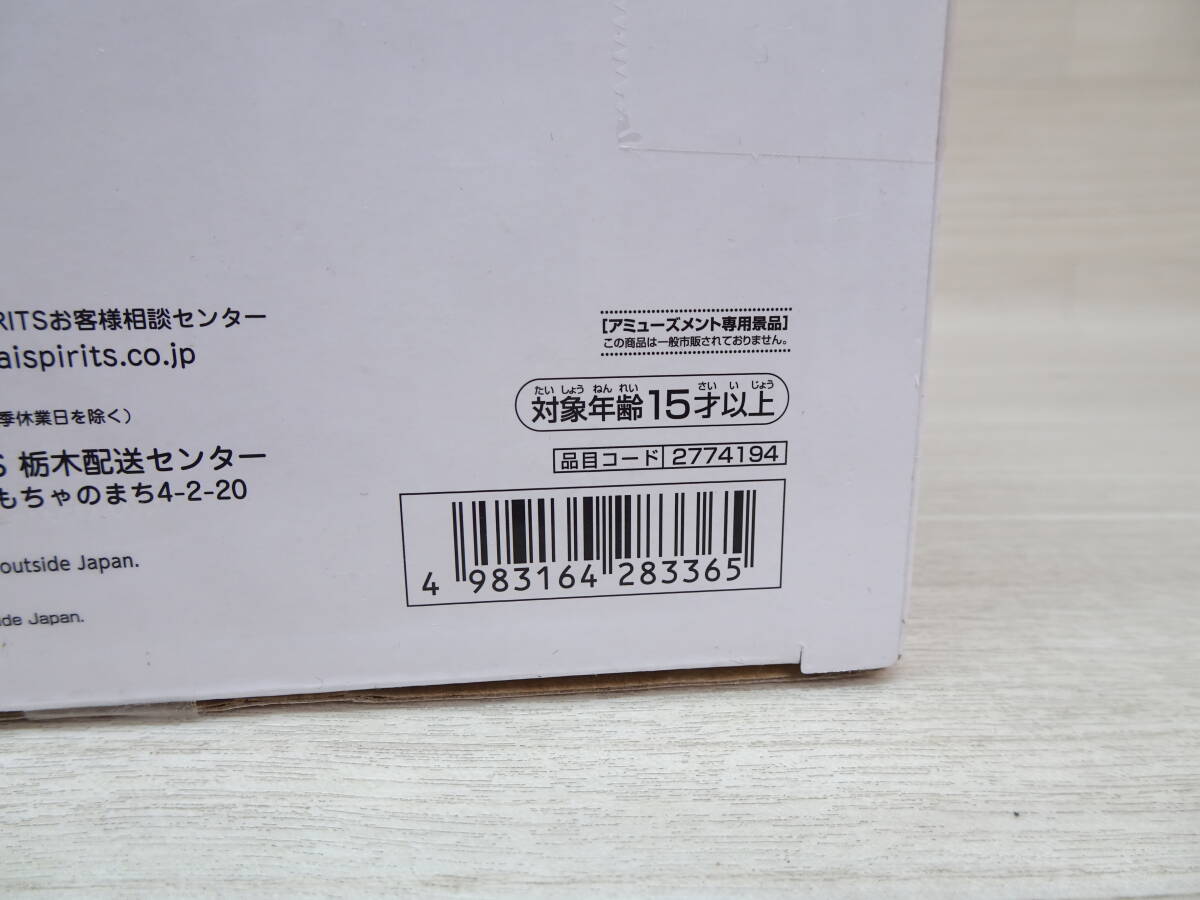 RITSお客様相談センター
aispirits.co.jp
季休業日を除く）
S 栃木配送センター
もちゃのまち4-2-20
outside Japan.
de Japan.
[アミューズメント専用景品]
この商品は一般市販されておりません。
たいしょうねんれい さいいじょう
対象年齢15才以上
品目コード 2774194
4 983164 283365